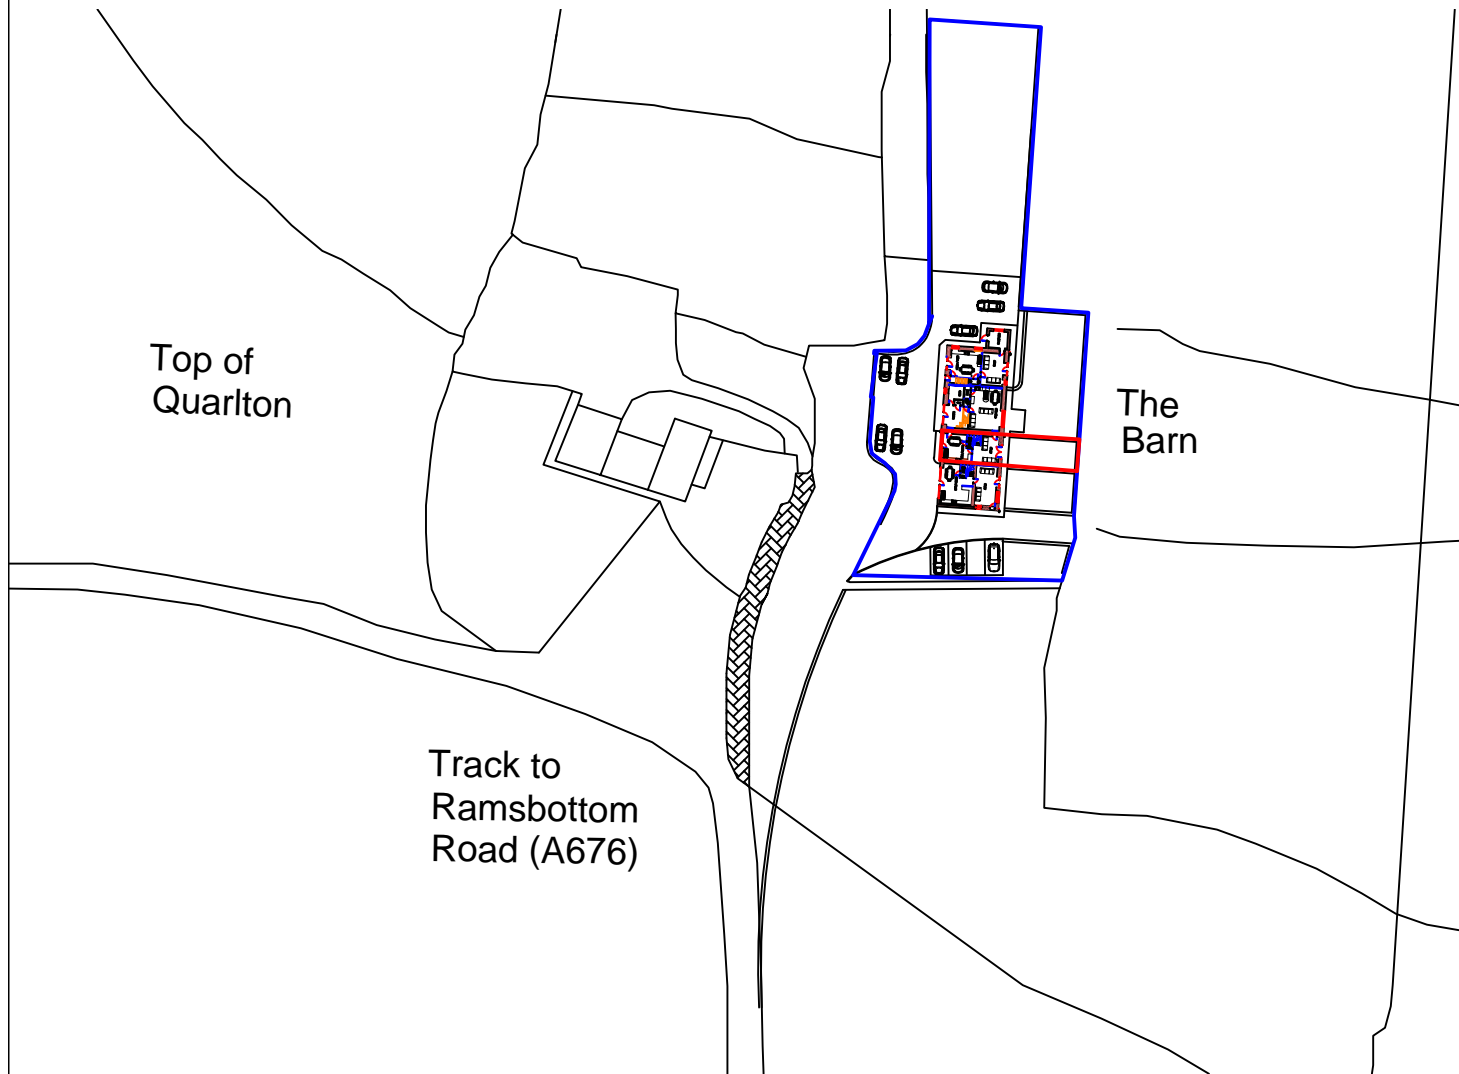 Top of
Quarlton
The
Barn
Track to
Ramsbottom
Road (A676)